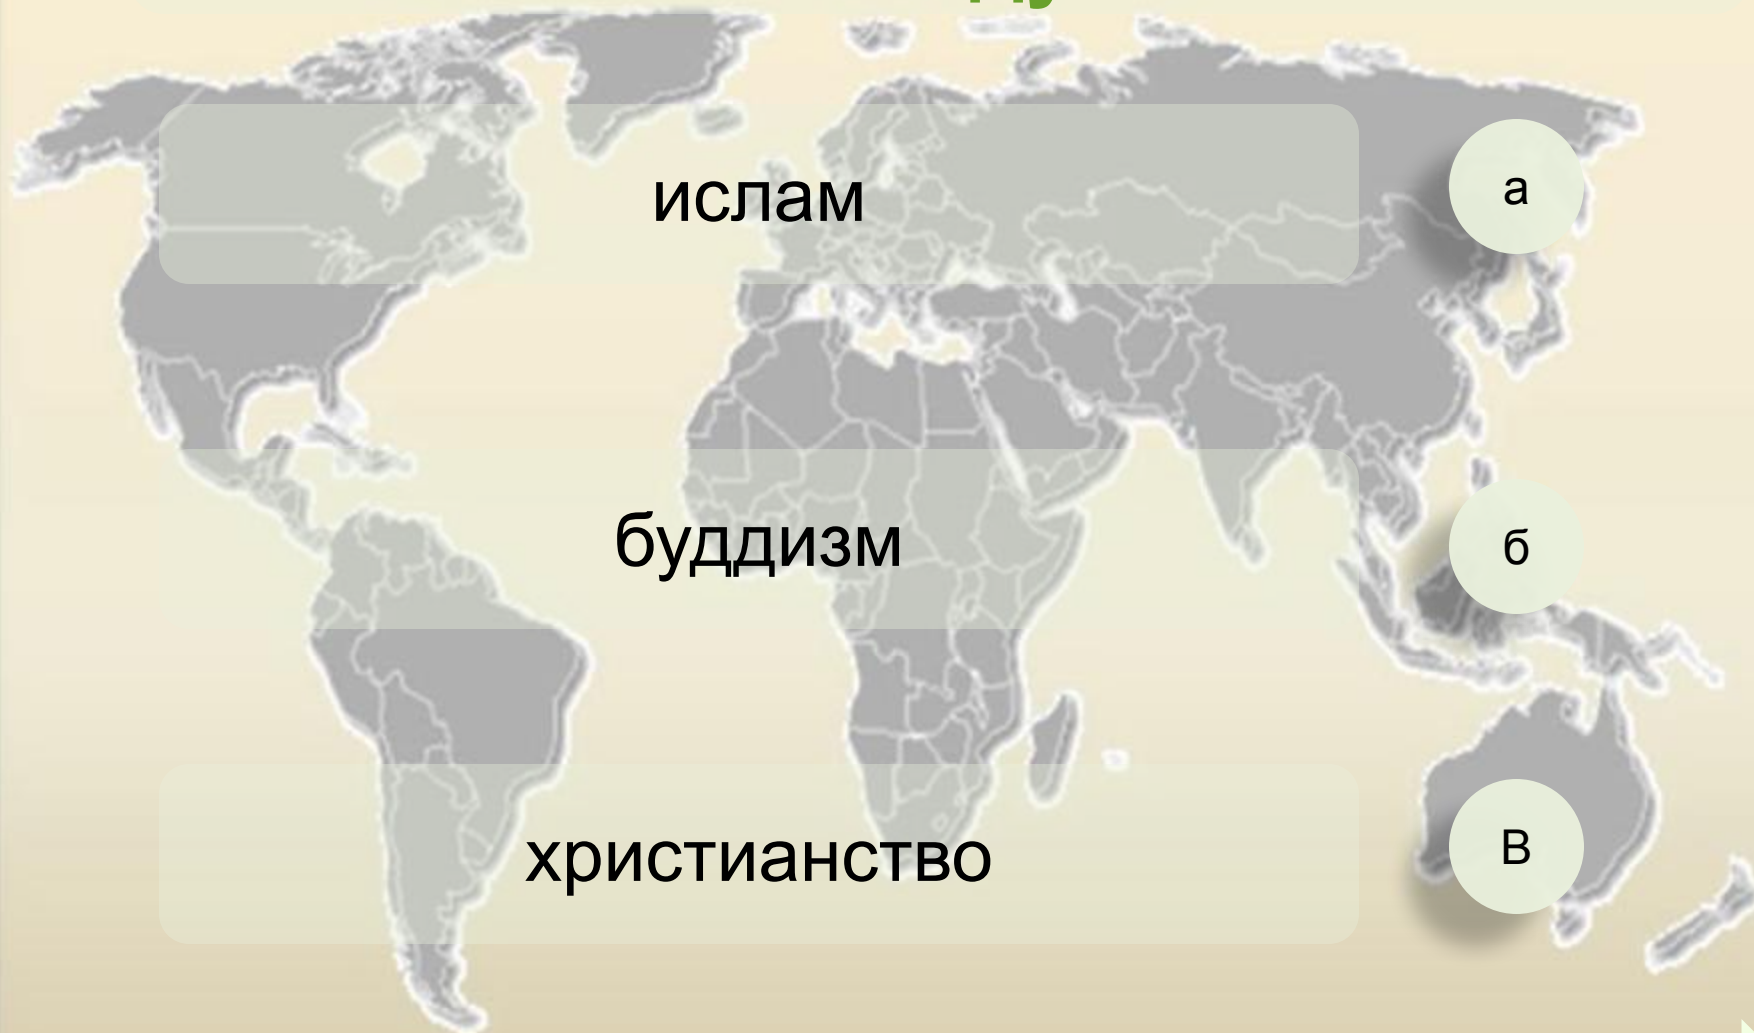 ислам
а
буддизм
б
христианство
В